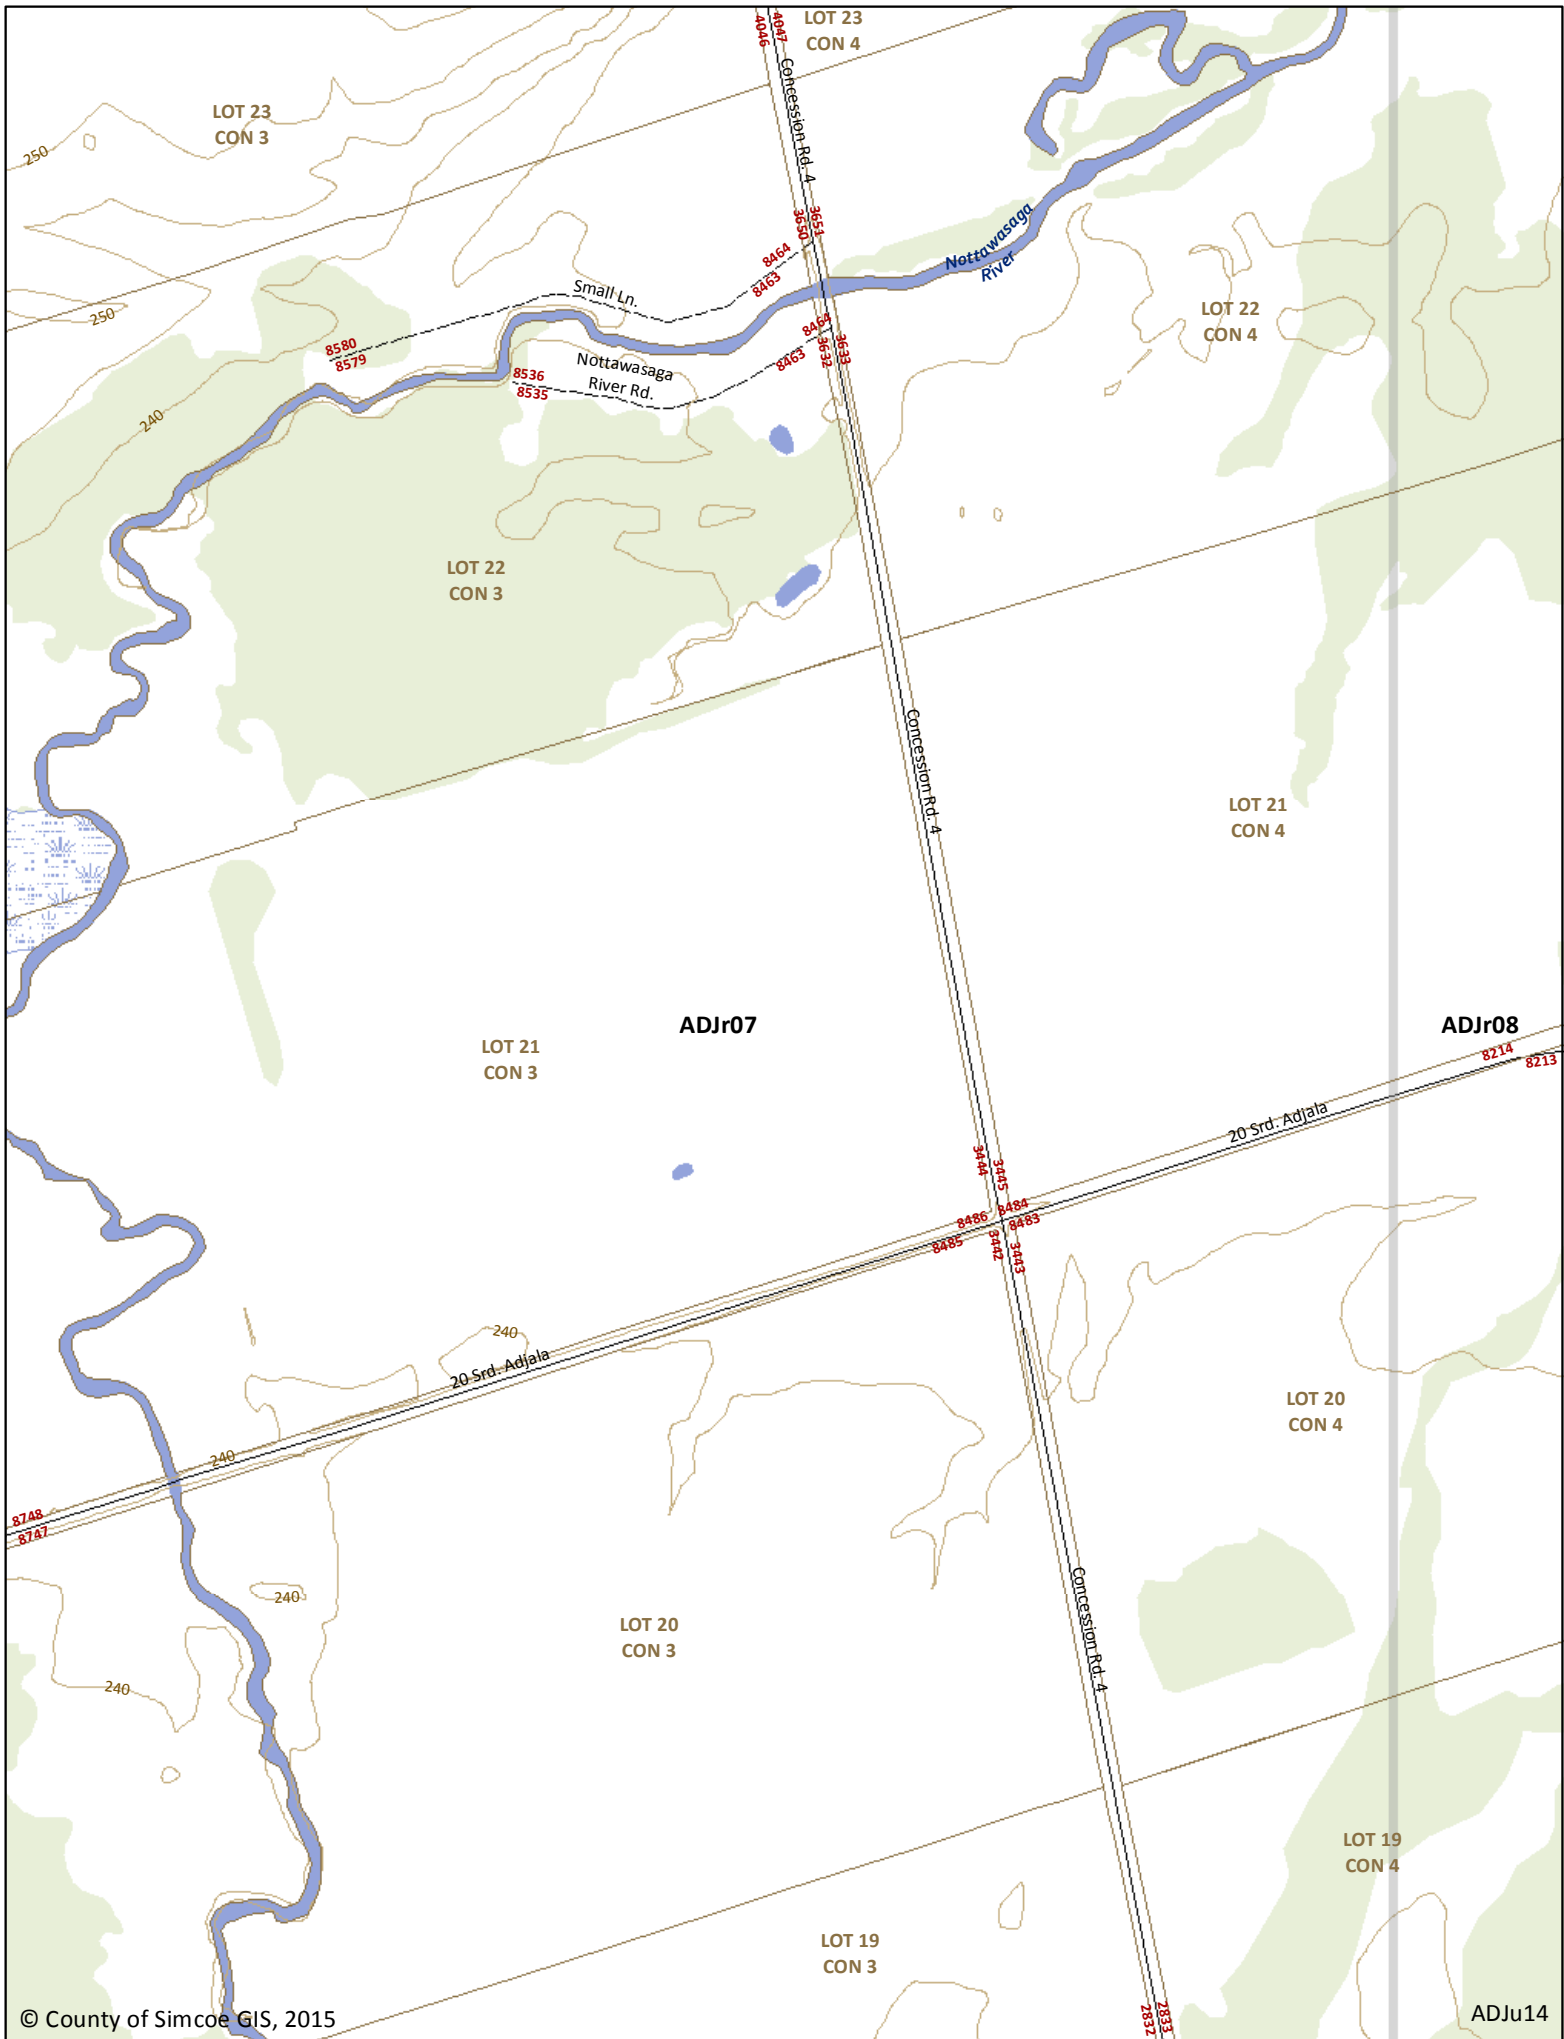 4046
4047
LOT 23
CON 4
Concession Rd. 4
LOT 23
CON 3
250
3650
3651
8464
8463
Nottawasaga
River
Small Ln.
250
8580
8579
LOT 22
CON 4
8464
8463
3632
3633
Nottawasaga
River Rd.
8536
8535
240
LOT 22
CON 3
Concession Rd. 4
LOT 21
CON 4
ADJr07
ADJr08
LOT 21
CON 3
8214
8213
20 Srd. Adjala
3444
3445
8486
8484
8485
8483
3442
3443
240
20 Srd. Adjala
LOT 20
CON 4
240
8748
8747
240
LOT 20
CON 3
Concession Rd. 4
240
LOT 19
CON 4
LOT 19
CON 3
2832
2833
© County of Simcoe GIS, 2015
ADJu14